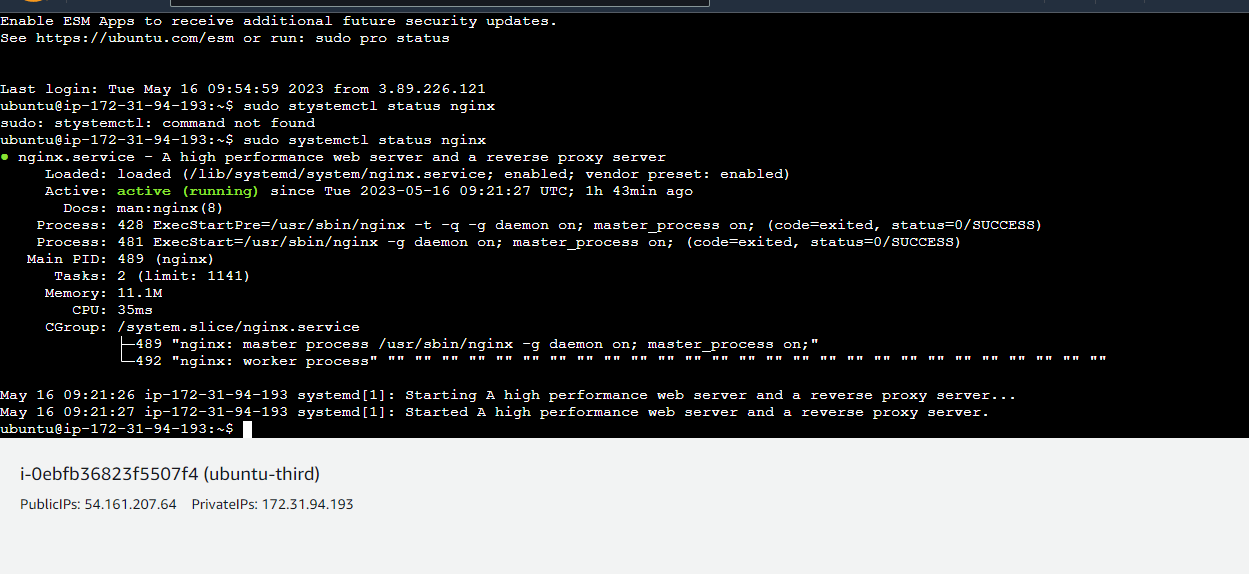 Enable ESM Apps to receive additional future security updates.
See https://ubuntu.com/esm or run: sudo pro status
Last login: Tue May 16 09:54:59 2023 from 3.89.226.121
ubuntu@ip-172-31-94-193:~$ sudo stystemctl status nginx
sudo: stystemctl: command not found
ubuntu@ip-172-31-94-193:~$ sudo systemctl status nginx
● nginx.service - A high performance web server and a reverse proxy server
Loaded: loaded (/lib/systemd/system/nginx.service; enabled; vendor preset: enabled)
Active: active (running) since Tue 2023-05-16 09:21:27 UTC; 1h 43min ago
Docs: man:nginx(8)
Process: 428 ExecStartPre=/usr/sbin/nginx -t -q -g daemon on; master_process on; (code=exited, status=0/SUCCESS)
Process: 481 ExecStart=/usr/sbin/nginx -g daemon on; master_process on; (code=exited, status=0/SUCCESS)
Main PID: 489 (nginx)
Tasks: 2 (limit: 1141)
Memory: 11.1M
CPU: 35ms
CGroup: /system.slice/nginx.service
├─489 "nginx: master process /usr/sbin/nginx -g daemon on; master_process on;"
└─492 "nginx: worker process" "" "" "" "" "" "" "" "" "" "" "" "" "" "" "" "" "" "" "" "" "" "" "" "" "" "" ""
May 16 09:21:26 ip-172-31-94-193 systemd[1]: Starting A high performance web server and a reverse proxy server...
May 16 09:21:27 ip-172-31-94-193 systemd[1]: Started A high performance web server and a reverse proxy server.
ubuntu@ip-172-31-94-193:~$
i-0ebfb36823f5507f4 (ubuntu-third)
PublicIPs: 54.161.207.64 PrivateIPs: 172.31.94.193